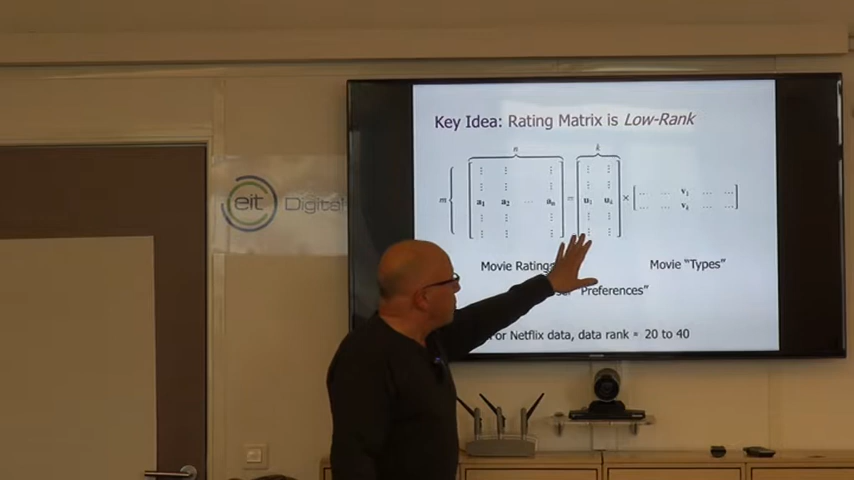 Key Idea: Rating Matrix is Low-Rank
n
k
m
a₁ a₂ ... aₙ = u₁ uₖ × v₁
vₖ
eit Digital
Movie Ratings
Movie "Types"
Preferences"
For Netflix data, data rank ≈ 20 to 40